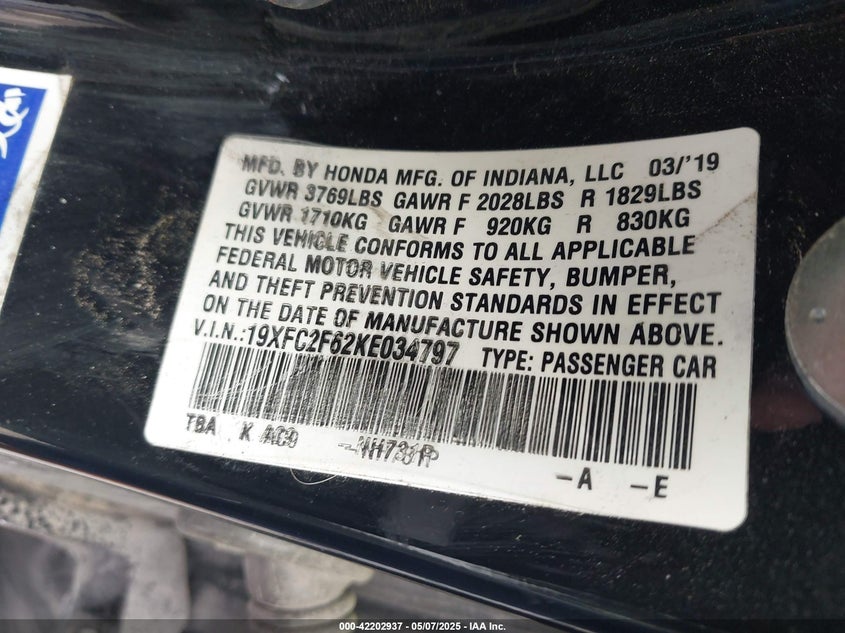 MFD. BY HONDA MFG. OF INDIANA, LLC 03/'19
GVWR 3769LBS GAWR F 2028LBS R 1829LBS
GVWR 1710KG GAWR F 920KG R 830KG
THIS VEHICLE CONFORMS TO ALL APPLICABLE
FEDERAL MOTOR VEHICLE SAFETY, BUMPER,
AND THEFT PREVENTION STANDARDS IN EFFECT
ON THE DATE OF MANUFACTURE SHOWN ABOVE.
V.I.N.:19XFC2F62KE034797 TYPE: PASSENGER CAR
TBA K AC0 NH731P
-A -E
000-42202937 - 05/07/2025 - IAA Inc.